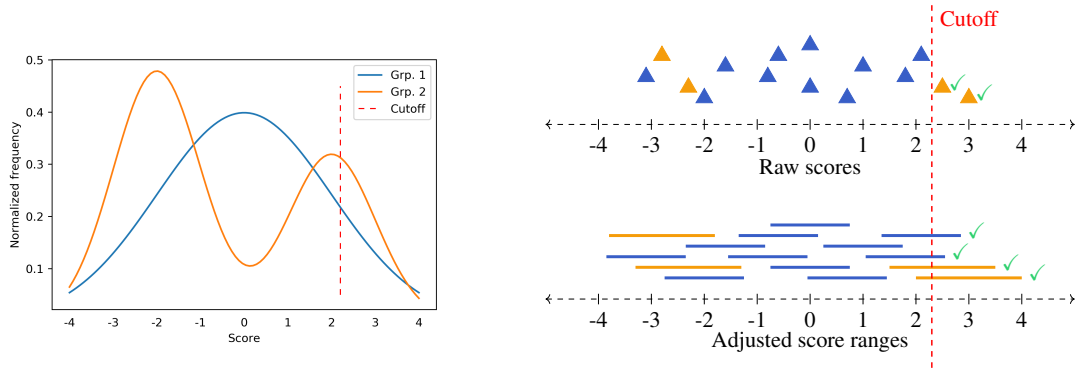 0.5
0.4
0.3
0.2
0.1
Normalized frequency
-4 -3 -2 -1 0 1 2 3 4
Score
Grp. 1
Grp. 2
Cutoff
Cutoff
-4 -3 -2 -1 0 1 2 3 4
Raw scores
-4 -3 -2 -1 0 1 2 3 4
Adjusted score ranges